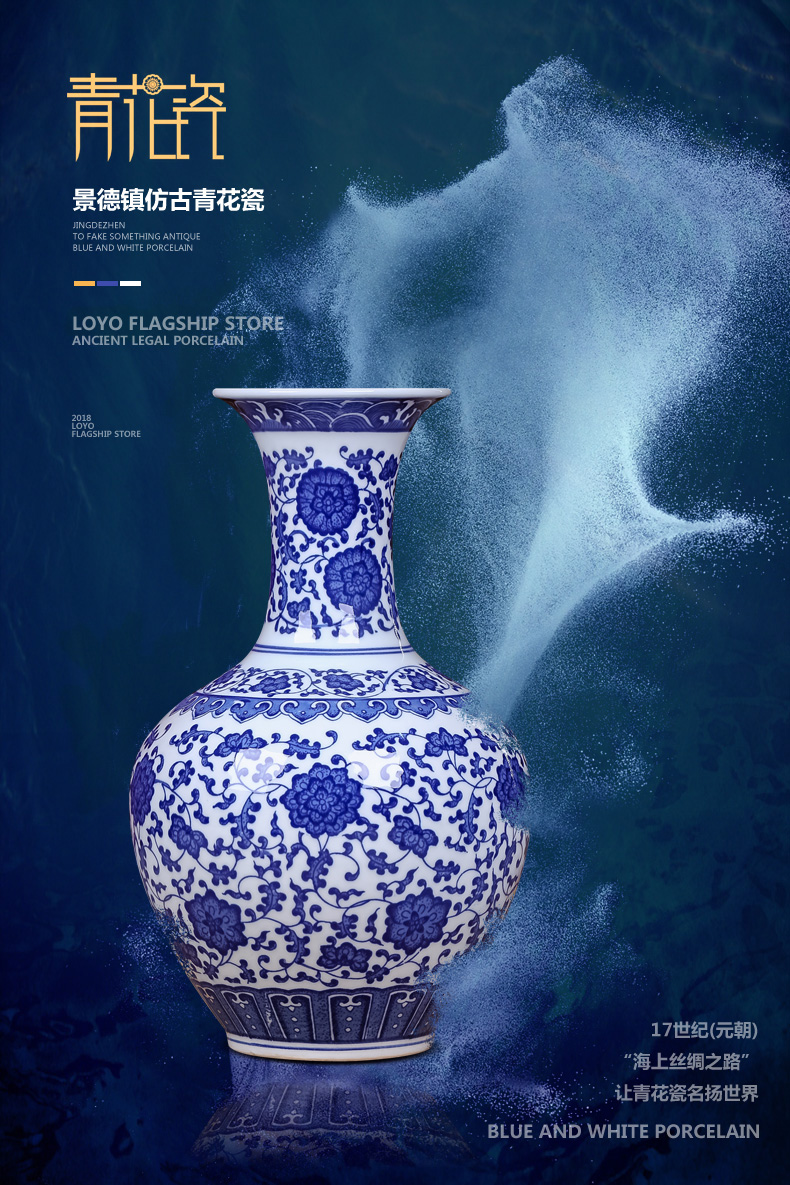 青花瓷
景德镇仿古青花瓷
JINGDEZHEN
TO FAKE SOMETHING ANTIQUE
BLUE AND WHITE PORCELAIN
LOYO FLAGSHIP STORE
ANCIENT LEGAL PORCELAIN
2018
LOYO
FLAGSHIP STORE
17世纪(元朝)
“海上丝绸之路”
让青花瓷名扬世界
BLUE AND WHITE PORCELAIN